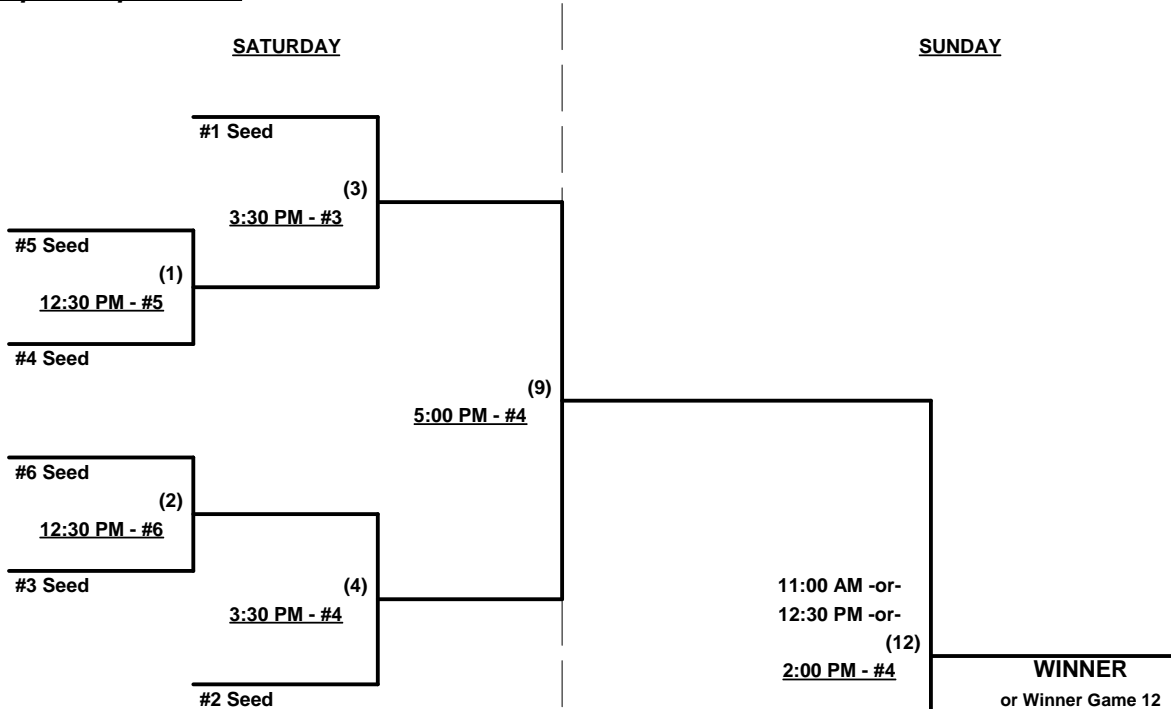 SATURDAY
SUNDAY
#1 Seed
(3)
3:30 PM - #3
#5 Seed
(1)
12:30 PM - #5
#4 Seed
(9)
5:00 PM - #4
#6 Seed
(2)
12:30 PM - #6
#3 Seed
(4)
3:30 PM - #4
11:00 AM -or-
12:30 PM -or-
(12)
2:00 PM - #4
WINNER
#2 Seed
or Winner Game 12